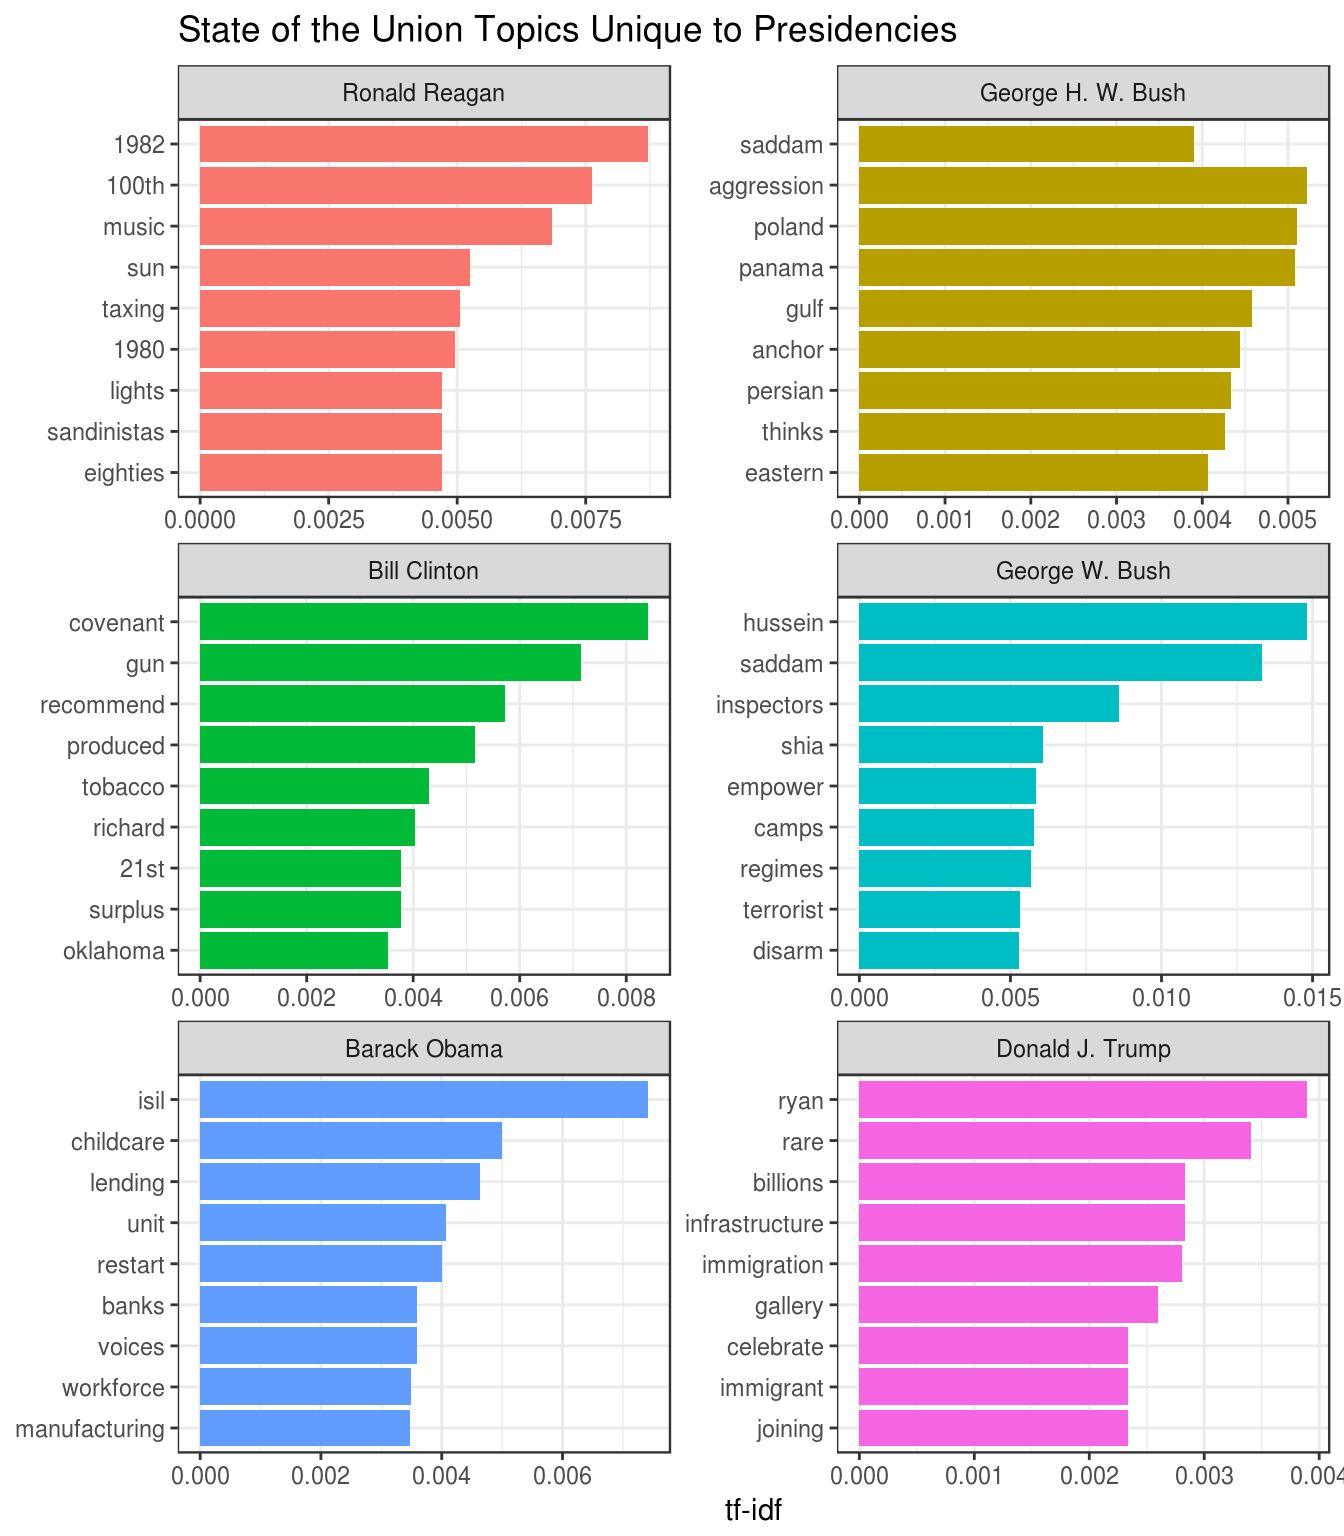 State of the Union Topics Unique to Presidencies
Ronald Reagan
1982
100th
music
sun
taxing
1980
lights
sandinistas
eighties
0.0000 0.0025 0.0050 0.0075
George H. W. Bush
saddam
aggression
poland
panama
gulf
anchor
persian
thinks
eastern
0.000 0.001 0.002 0.003 0.004 0.005
Bill Clinton
covenant
gun
recommend
produced
tobacco
richard
21st
surplus
oklahoma
0.000 0.002 0.004 0.006 0.008
George W. Bush
hussein
saddam
inspectors
shia
empower
camps
regimes
terrorist
disarm
0.000 0.005 0.010 0.015
Barack Obama
isil
childcare
lending
unit
restart
banks
voices
workforce
manufacturing
0.000 0.002 0.004 0.006
Donald J. Trump
ryan
rare
billions
infrastructure
immigration
gallery
celebrate
immigrant
joining
0.000 0.001 0.002 0.003 0.004
tf-idf